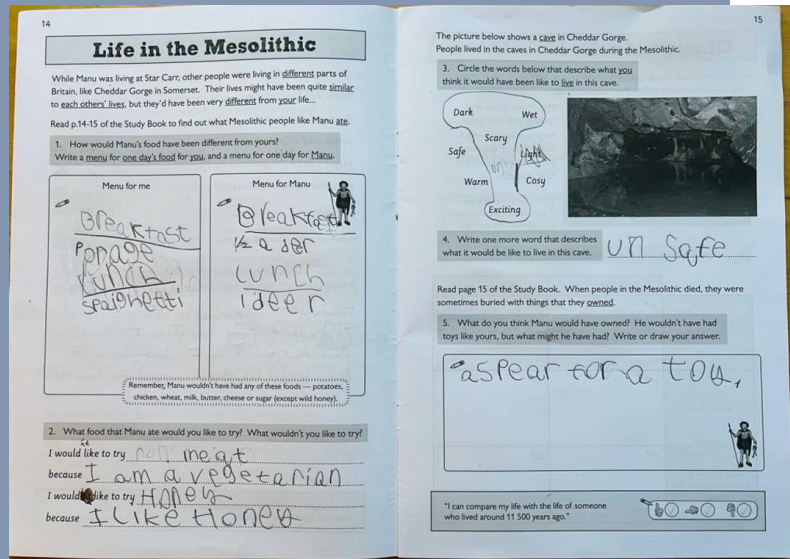 14
Life in the Mesolithic
While Manu was living at Star Carr, other people were living in different parts of
Britain, like Cheddar Gorge in Somerset. Their lives might have been quite similar
to each others' lives, but they'd have been very different from your life...
Read p.14-15 of the Study Book to find out what Mesolithic people like Manu ate.
1. How would Manu's food have been different from yours?
Write a menu for one day's food for you, and a menu for one day for Manu.
Menu for me
Breakfast
Porage
Lunch
Spaighetti
Menu for Manu
Breakfast
½ a deer
Lunch
1 deer
Remember, Manu wouldn't have had any of these foods — potatoes,
chicken, wheat, milk, butter, cheese or sugar (except wild honey).
2. What food that Manu ate would you like to try? What wouldn't you like to try?
I would like to try meat
because I am a vegetarian
I would like to try Honey
because I Like Honey
15
The picture below shows a cave in Cheddar Gorge.
People lived in the caves in Cheddar Gorge during the Mesolithic.
3. Circle the words below that describe what you
think it would have been like to live in this cave.
Dark
Wet
Scary
Safe
Light
Warm
Cosy
Exciting
4. Write one more word that describes
what it would be like to live in this cave.
un safe
Read page 15 of the Study Book. When people in the Mesolithic died, they were
sometimes buried with things that they owned.
5. What do you think Manu would have owned? He wouldn't have had
toys like yours, but what might he have had? Write or draw your answer.
a spear for a toy,
"I can compare my life with the life of someone
who lived around 11 500 years ago."